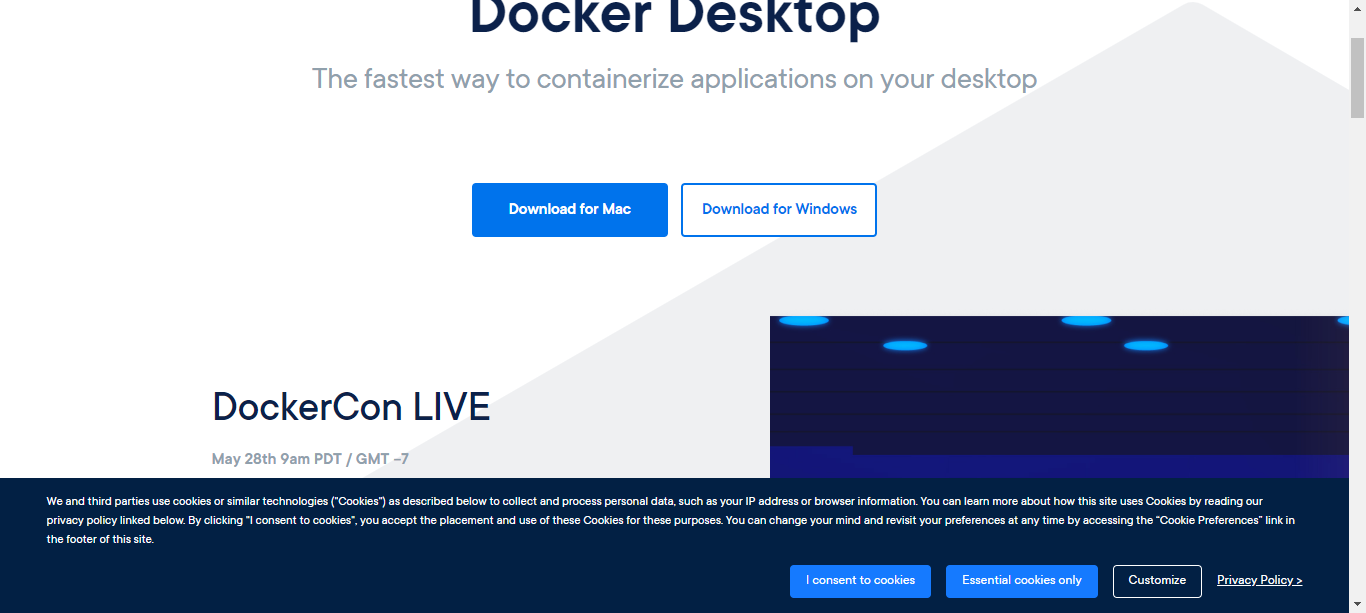 Docker Desktop
The fastest way to containerize applications on your desktop
Download for Mac
Download for Windows
DockerCon LIVE
May 28th 9am PDT / GMT -7
We and third parties use cookies or similar technologies ("Cookies") as described below to collect and process personal data, such as your IP address or browser information. You can learn more about how this site uses Cookies by reading our
privacy policy linked below. By clicking "I consent to cookies", you accept the placement and use of these Cookies for these purposes. You can change your mind and revisit your preferences at any time by accessing the “Cookie Preferences” link in
the footer of this site.
I consent to cookies
Essential cookies only
Customize
Privacy Policy >